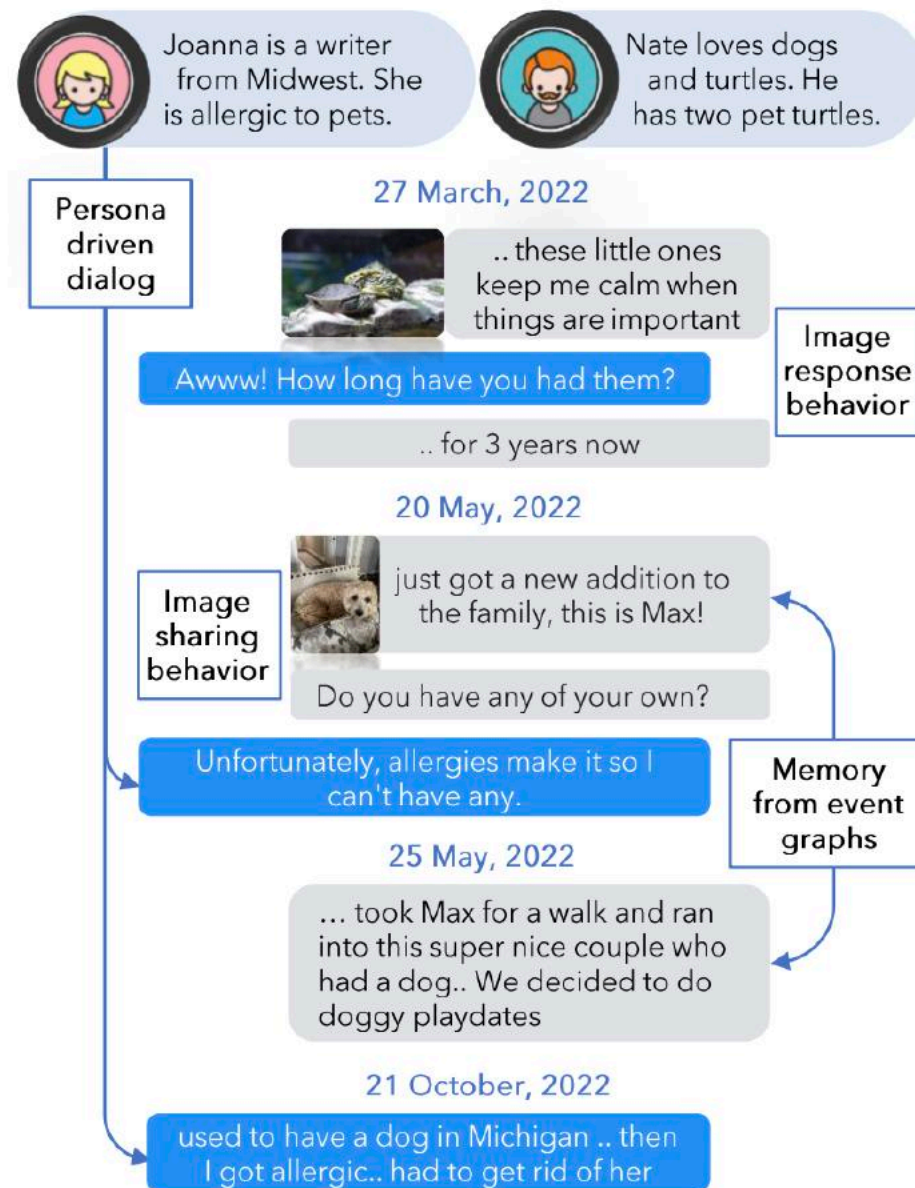 Joanna is a writer
from Midwest. She
is allergic to pets.
Nate loves dogs
and turtles. He
has two pet turtles.
Persona
driven
dialog
27 March, 2022
.. these little ones
keep me calm when
things are important
Image
response
behavior
Awww! How long have you had them?
.. for 3 years now
20 May, 2022
Image
sharing
behavior
just got a new addition to
the family, this is Max!
Do you have any of your own?
Unfortunately, allergies make it so I
can't have any.
Memory
from event
graphs
25 May, 2022
... took Max for a walk and ran
into this super nice couple who
had a dog.. We decided to do
doggy playdates
21 October, 2022
used to have a dog in Michigan .. then
I got allergic.. had to get rid of her